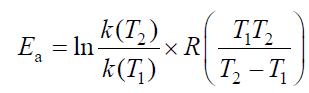 E_a = ln k(T_2)/k(T_1) × R (T_1T_2/(T_2 − T_1))